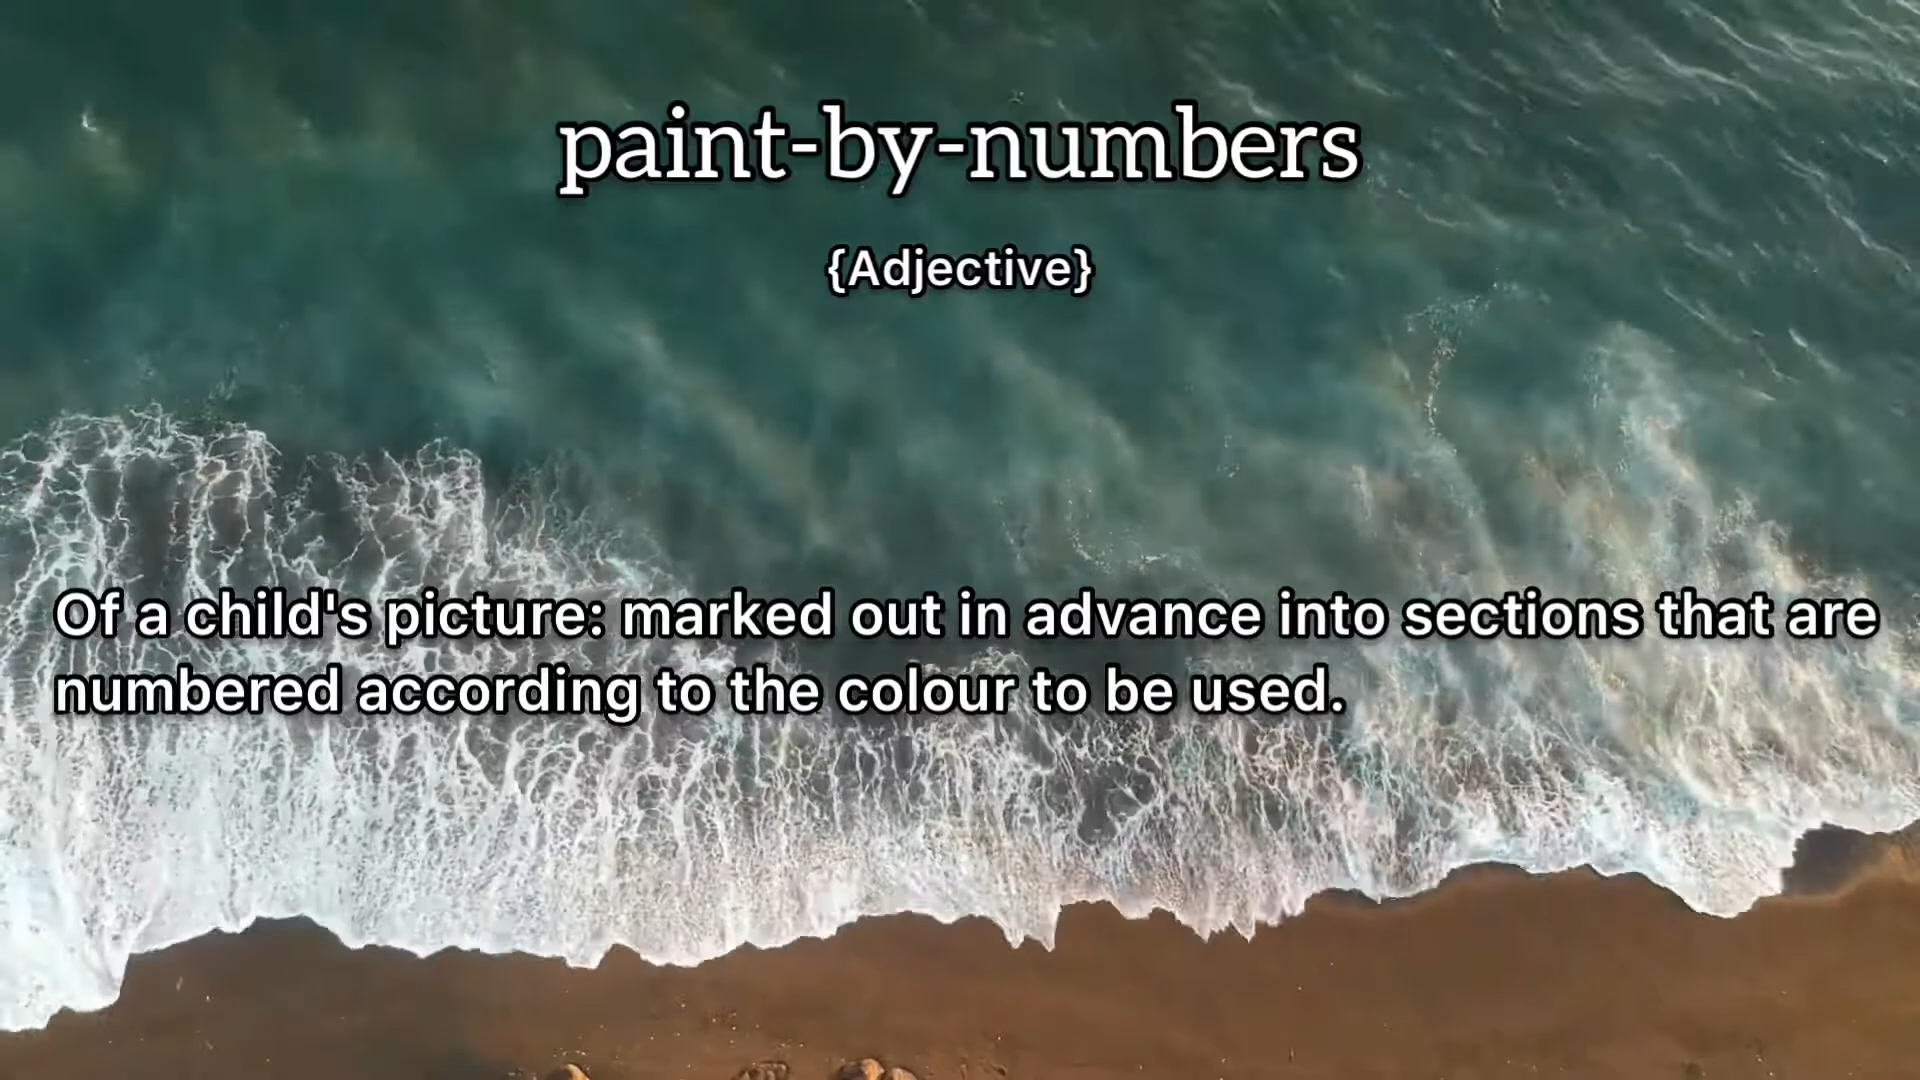 paint-by-numbers
{Adjective}
Of a child's picture: marked out in advance into sections that are
numbered according to the colour to be used.